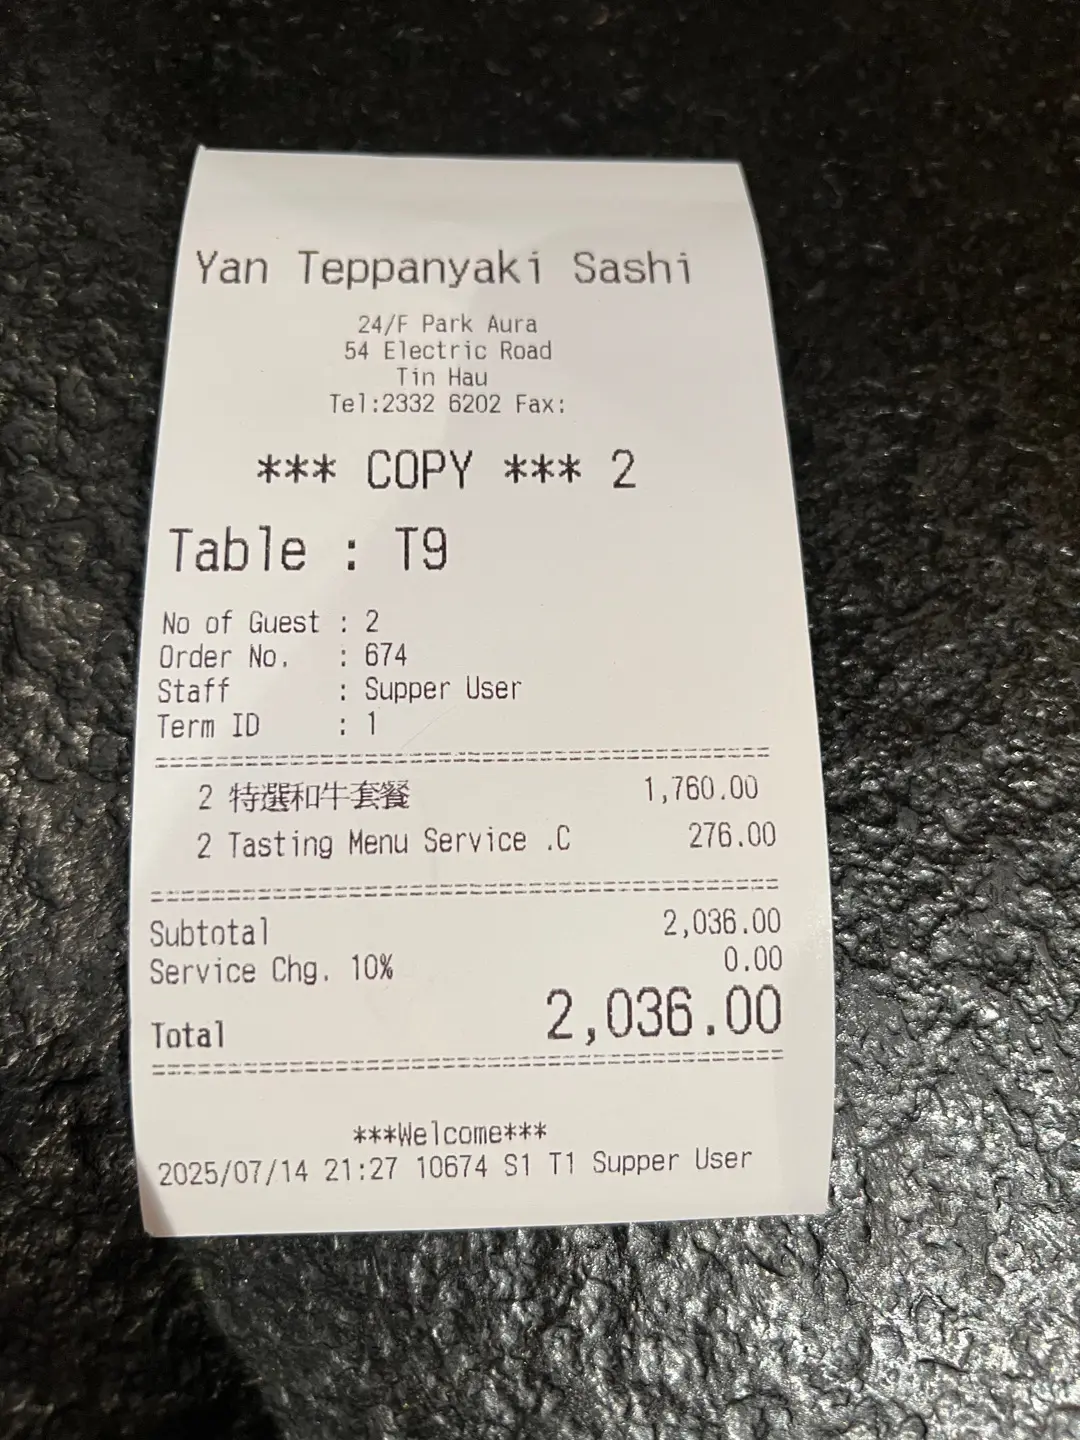 Yan Teppanyaki Sashi
24/F Park Aura
54 Electric Road
Tin Hau
Tel:2332 6202 Fax:
*** COPY *** 2
Table : T9
No of Guest : 2
Order No. : 674
Staff : Supper User
Term ID : 1
2 特選和牛套餐 1,760.00
2 Tasting Menu Service .C 276.00
Subtotal 2,036.00
Service Chg. 10% 0.00
Total 2,036.00
***Welcome***
2025/07/14 21:27 10674 S1 T1 Supper User